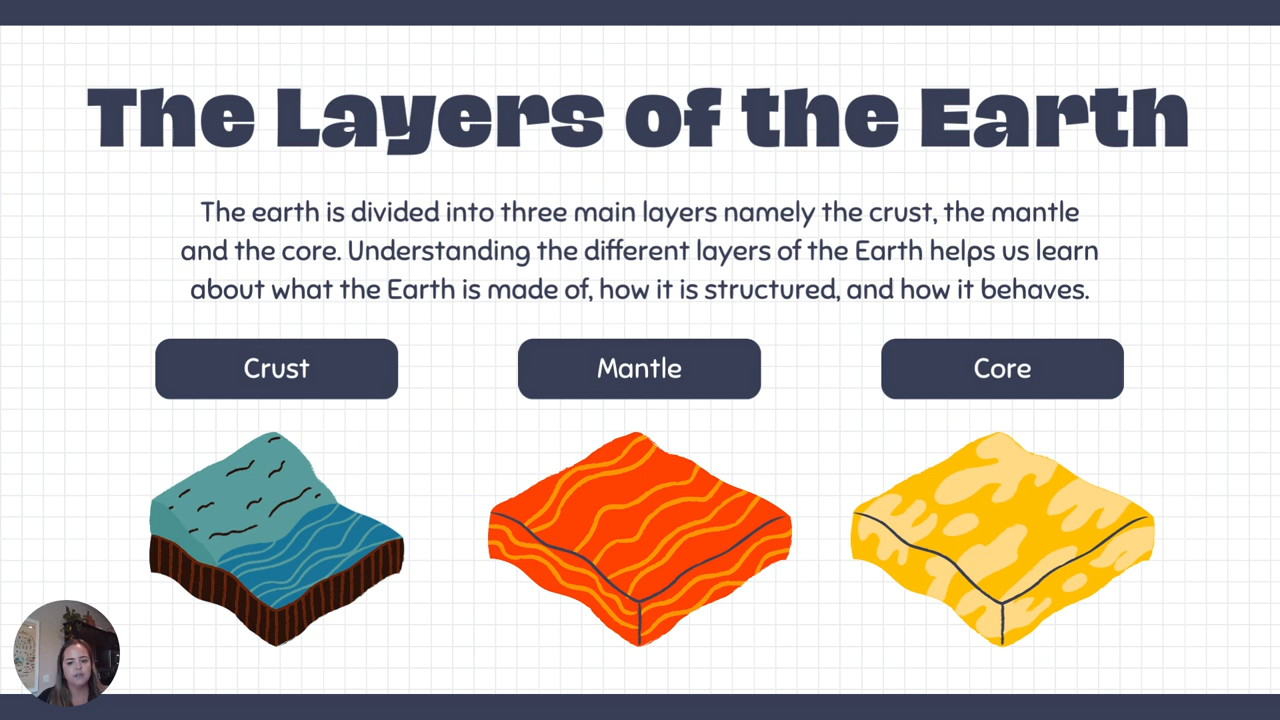 The Layers of the Earth
The earth is divided into three main layers namely the crust, the mantle
and the core. Understanding the different layers of the Earth helps us learn
about what the Earth is made of, how it is structured, and how it behaves.
Crust
Mantle
Core